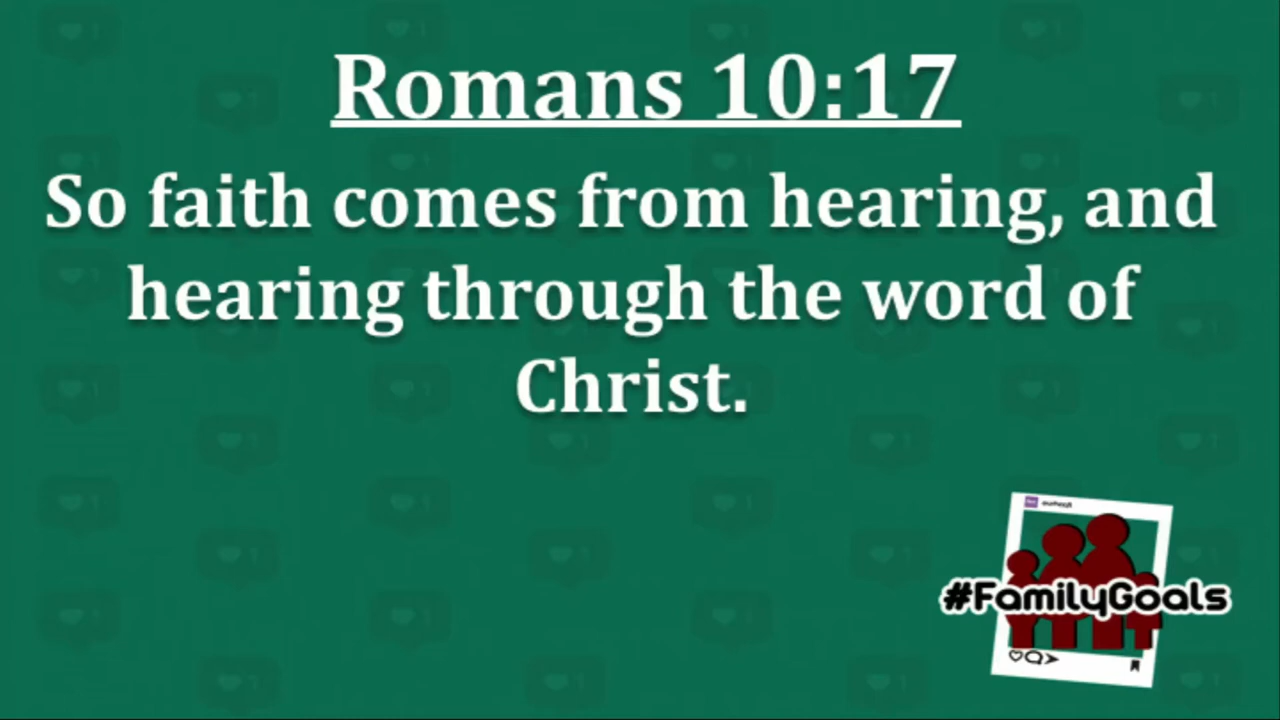 Romans 10:17
So faith comes from hearing, and
hearing through the word of
Christ.
#FamilyGoals